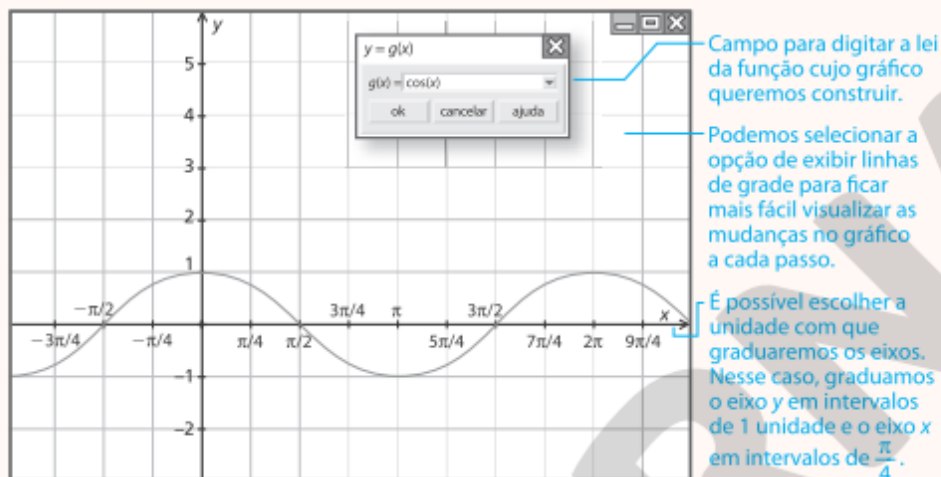 y
y = g(x)
g(x) = cos(x)
ok cancelar ajuda
5
4
3
2
1
−π/2 3π/4 π 3π/2 x
−3π/4 −π/4 π/4 π/2 5π/4 7π/4 2π 9π/4
−1
−2
Campo para digitar a lei
da função cujo gráfico
queremos construir.
Podemos selecionar a
opção de exibir linhas
de grade para ficar
mais fácil visualizar as
mudanças no gráfico
a cada passo.
É possível escolher a
unidade com que
graduaremos os eixos.
Nesse caso, graduamos
o eixo y em intervalos
de 1 unidade e o eixo x
em intervalos de π/4.